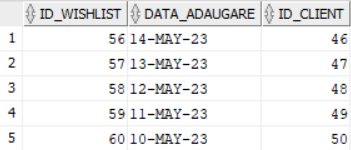 ID_WISHLIST DATA_ADAUGARE ID_CLIENT
1 56 14-MAY-23 46
2 57 13-MAY-23 47
3 58 12-MAY-23 48
4 59 11-MAY-23 49
5 60 10-MAY-23 50